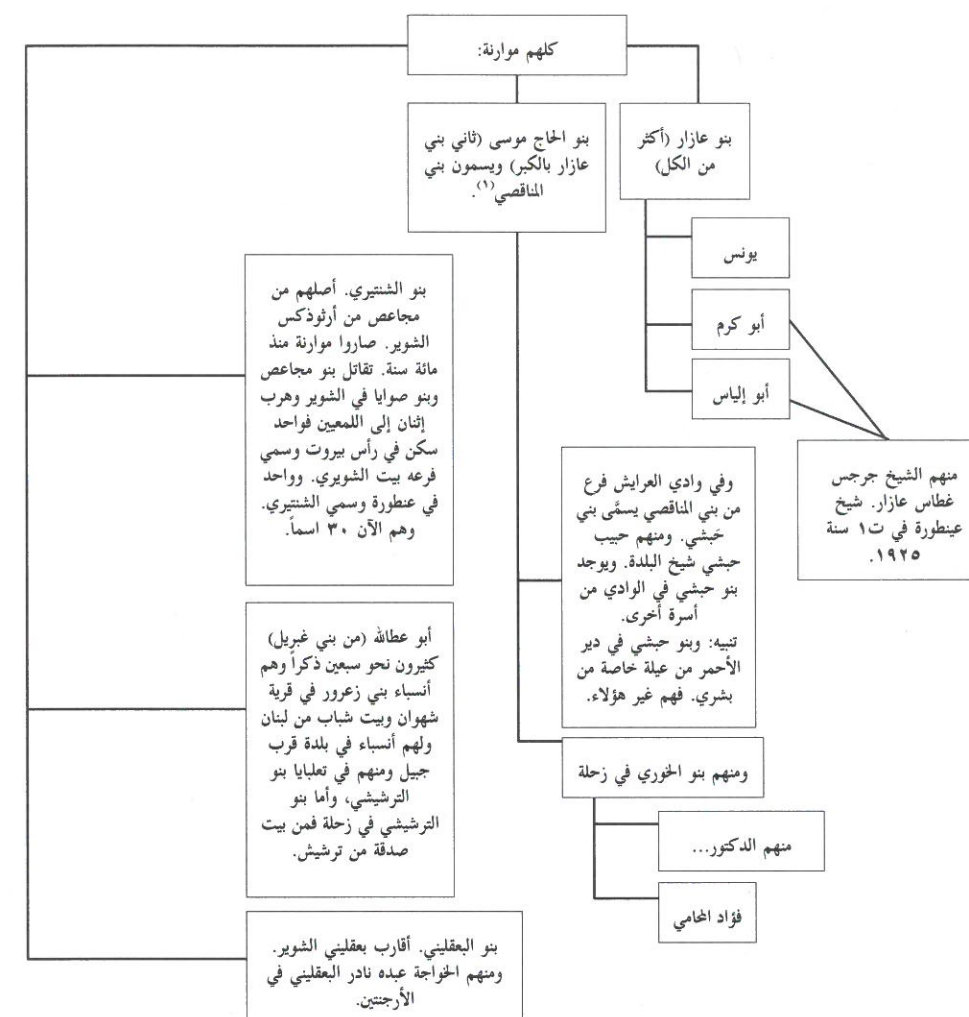 كلهم موارنة:
بنو عازار (أكثر
من الكل)
يونس
أبو كرم
أبو إلياس
منهم الشيخ جرجس
غطاس عازار. شيخ
عينطورة في ت١ سنة
١٩٢٥.
بنو الحاج موسى (ثاني بني
عازار بالكبر) ويسمون بني
المناقصي(١).
وفي وادي العرايش فرع
من بني المناقصي يسمَّى بني
حَبشي. ومنهم حبيب
حبشي شيخ البلدة. ويوجد
بنو حبشي في الوادي من
أسرة أخرى.
تنبيه: وبنو حبشي في دير
الأحمر من عيلة خاصة من
بشري. فهم غير هؤلاء.
ومنهم بنو الخوري في زحلة
منهم الدكتور...
فؤاد المحامي
بنو الشنتيري. أصلهم من
مجاعص من أرثوذكس
الشوير. صاروا موارنة منذ
مائة سنة. تقاتل بنو مجاعص
وبنو صوايا في الشوير وهرب
إثنان إلى اللمعين فواحد
سكن في رأس بيروت وسمي
فرعه بيت الشويري. وواحد
في عنطورة وسمي الشنتيري.
وهم الآن ٣٠ اسماً.
أبو عطالله (من بني غبريل)
كثيرون نحو سبعين ذكراً وهم
أنسباء بني زعرور في قرية
شهوان وبيت شباب من لبنان
ولهم أنسباء في بلدة قرب
جبيل ومنهم في تعلبايا بنو
الترشيشي، وأما بنو
الترشيشي في زحلة فمن بيت
صدقة من ترشيش.
بنو البعقليني. أقارب بعقليني الشوير.
ومنهم الخواجة عبده نادر البعقليني في
الأرجنتين.